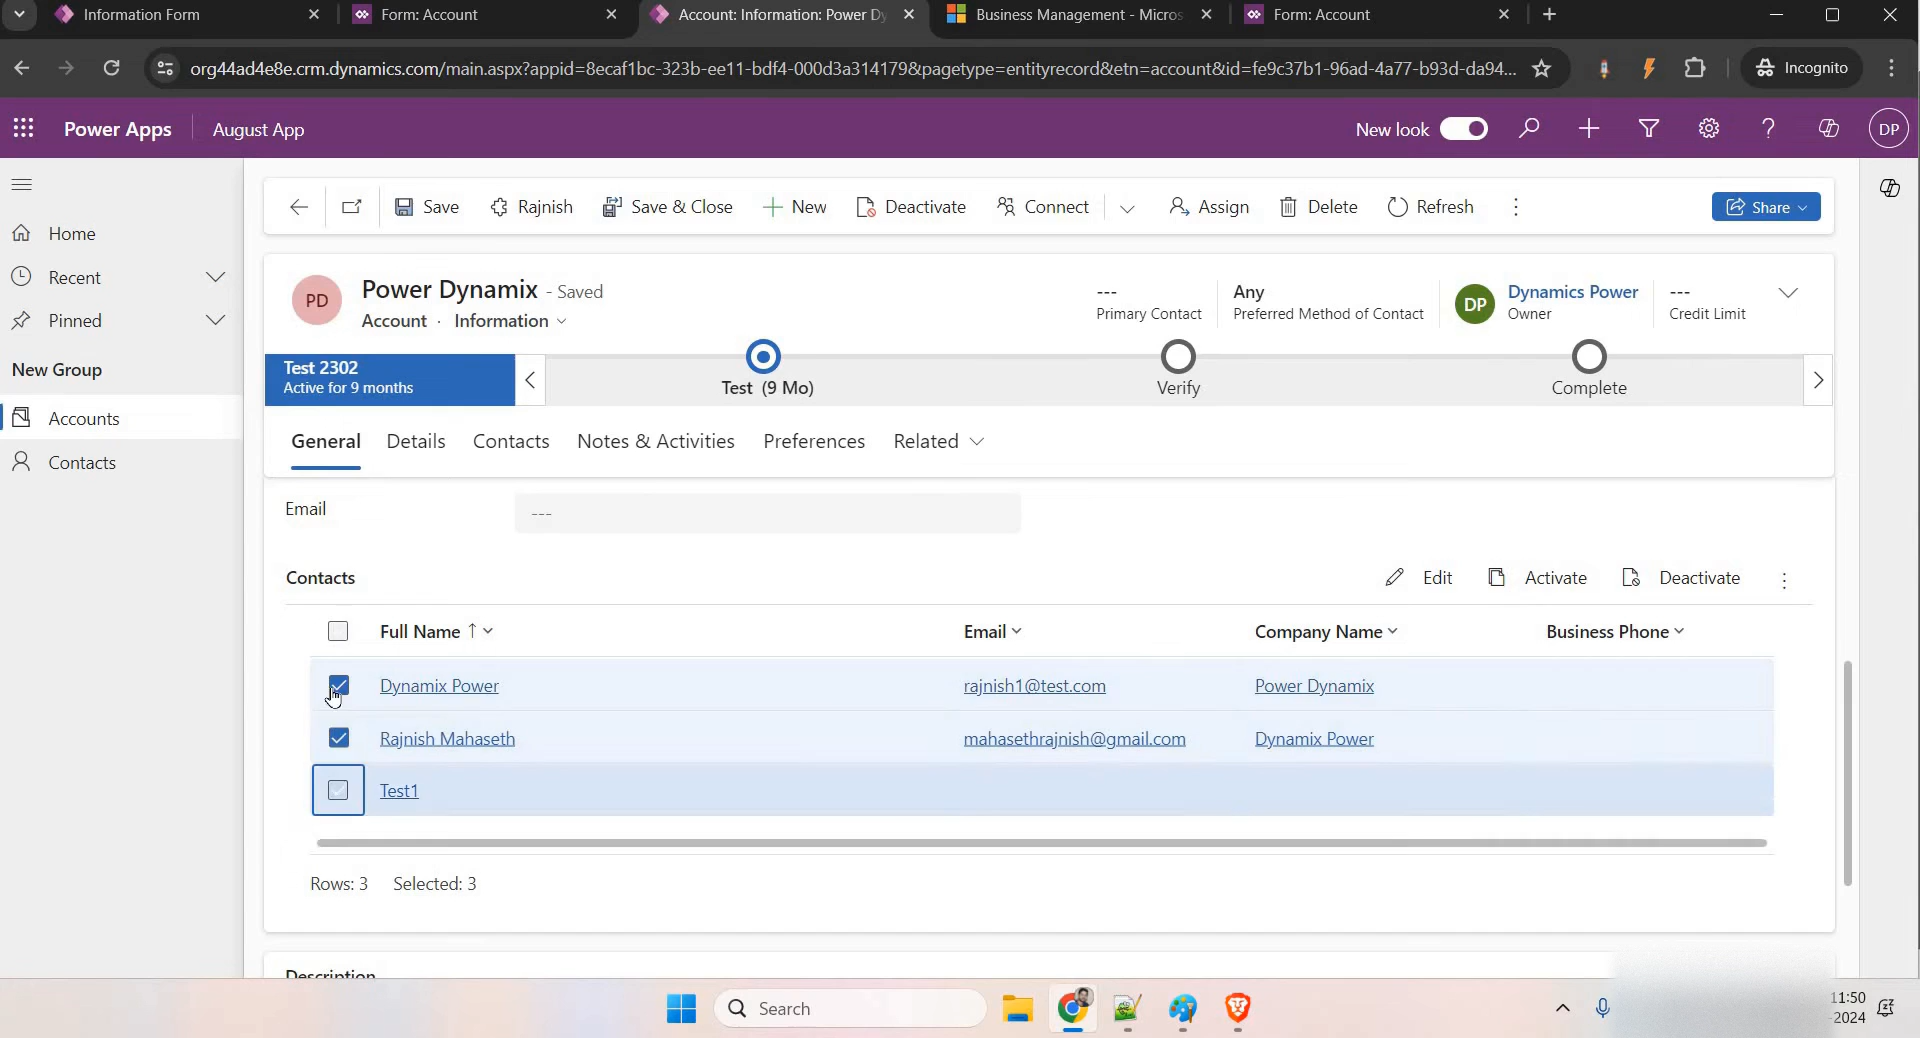 Information Form
Form: Account
Account: Information: Power Dy
Business Management - Micros
Form: Account
org44ad4e8e.crm.dynamics.com/main.aspx?appid=8ecaf1bc-323b-ee11-bdf4-000d3a314179&pagetype=entityrecord&etn=account&id=fe9c37b1-96ad-4a77-b93d-da94...
Incognito
Power Apps
August App
New look
DP
Save
Rajnish
Save & Close
New
Deactivate
Connect
Assign
Delete
Refresh
Share
Home
Recent
Pinned
New Group
Accounts
Contacts
PD
Power Dynamix - Saved
Account · Information
---
Primary Contact
Any
Preferred Method of Contact
DP
Dynamics Power
Owner
---
Credit Limit
Test 2302
Active for 9 months
Test (9 Mo)
Verify
Complete
General
Details
Contacts
Notes & Activities
Preferences
Related
Email
---
Contacts
Edit
Activate
Deactivate
Full Name ↑
Email
Company Name
Business Phone
Dynamix Power
rajnish1@test.com
Power Dynamix
Rajnish Mahaseth
mahasethrajnish@gmail.com
Dynamix Power
Test1
Rows: 3 Selected: 3
Description
Search
11:50
-2024